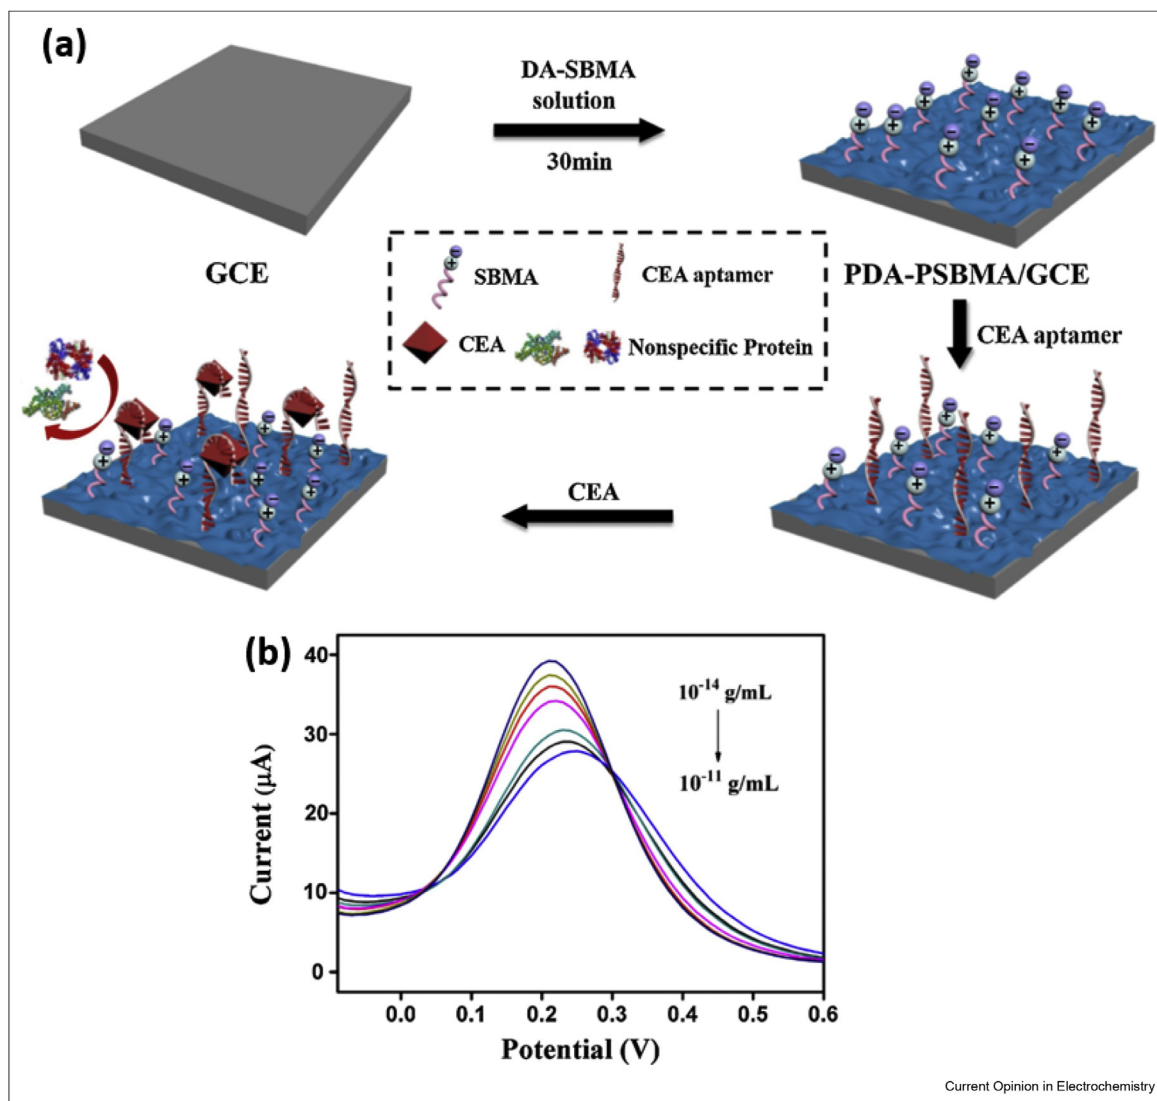 (a)
DA-SBMA
solution
30min
GCE
PDA-PSBMA/GCE
SBMA
CEA aptamer
CEA
Nonspecific Protein
CEA aptamer
CEA
(b)
10⁻¹⁴ g/mL
10⁻¹¹ g/mL
Current (μA)
40
30
20
10
0
0.0 0.1 0.2 0.3 0.4 0.5 0.6
Potential (V)
Current Opinion in Electrochemistry